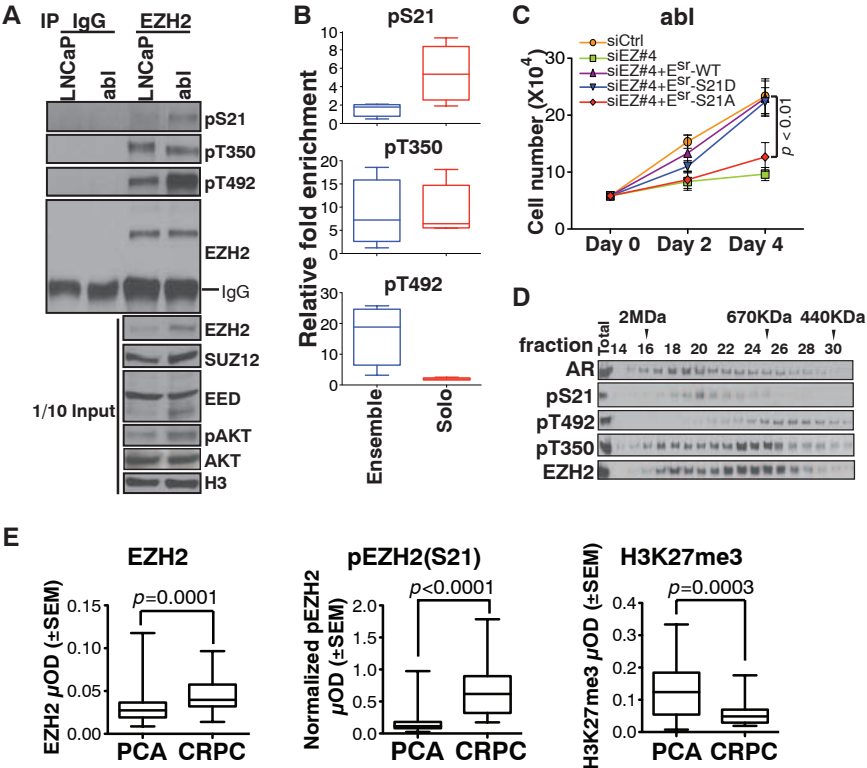 A
IP IgG EZH2
LNCaP abl LNCaP abl
pS21
pT350
pT492
EZH2
IgG
EZH2
SUZ12
EED
1/10 Input
pAKT
AKT
H3
B
Relative fold enrichment
pS21
10
8
6
4
2
0
pT350
20
15
10
5
0
pT492
30
20
10
0
Ensemble Solo
C
abl
siCtrl
siEZ#4
siEZ#4+Esr-WT
siEZ#4+Esr-S21D
siEZ#4+Esr-S21A
Cell number (X10⁴)
30
20
10
0
p < 0.01
Day 0 Day 2 Day 4
D
2MDa 670KDa 440KDa
fraction Total 14 16 18 20 22 24 26 28 30
AR
pS21
pT492
pT350
EZH2
E
EZH2
p=0.0001
EZH2 µOD (±SEM)
0.15
0.10
0.05
0.00
PCA CRPC
pEZH2(S21)
p<0.0001
Normalized pEZH2
µOD (±SEM)
2.0
1.5
1.0
0.5
0.0
PCA CRPC
H3K27me3
p=0.0003
H3K27me3 µOD (±SEM)
0.4
0.3
0.2
0.1
0.0
PCA CRPC